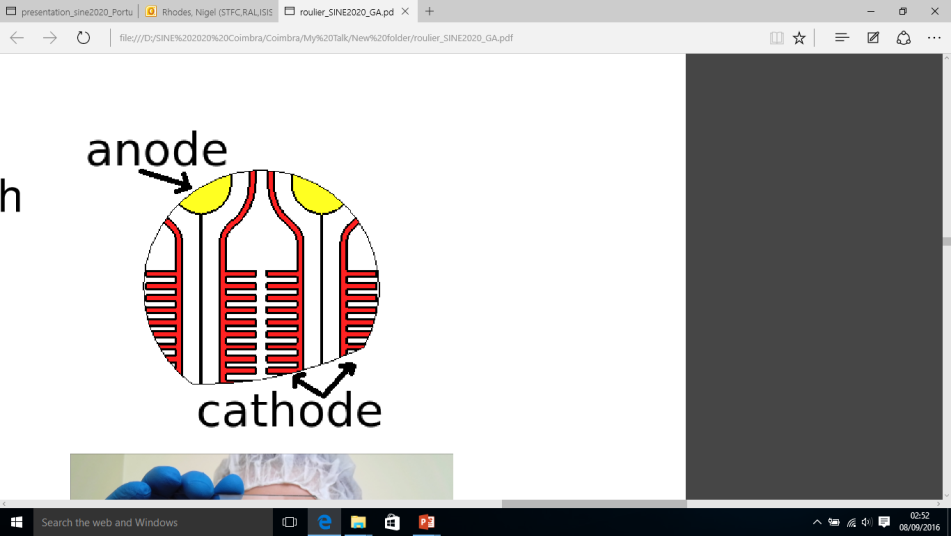 presentation_sine2020_Portu
Rhodes, Nigel (STFC,RAL,ISIS
roulier_SINE2020_GA.pd
file:///D:/SINE%202020%20Coimbra/Coimbra/My%20Talk/New%20folder/roulier_SINE2020_GA.pdf
anode
h
cathode
Search the web and Windows
02:52
08/09/2016